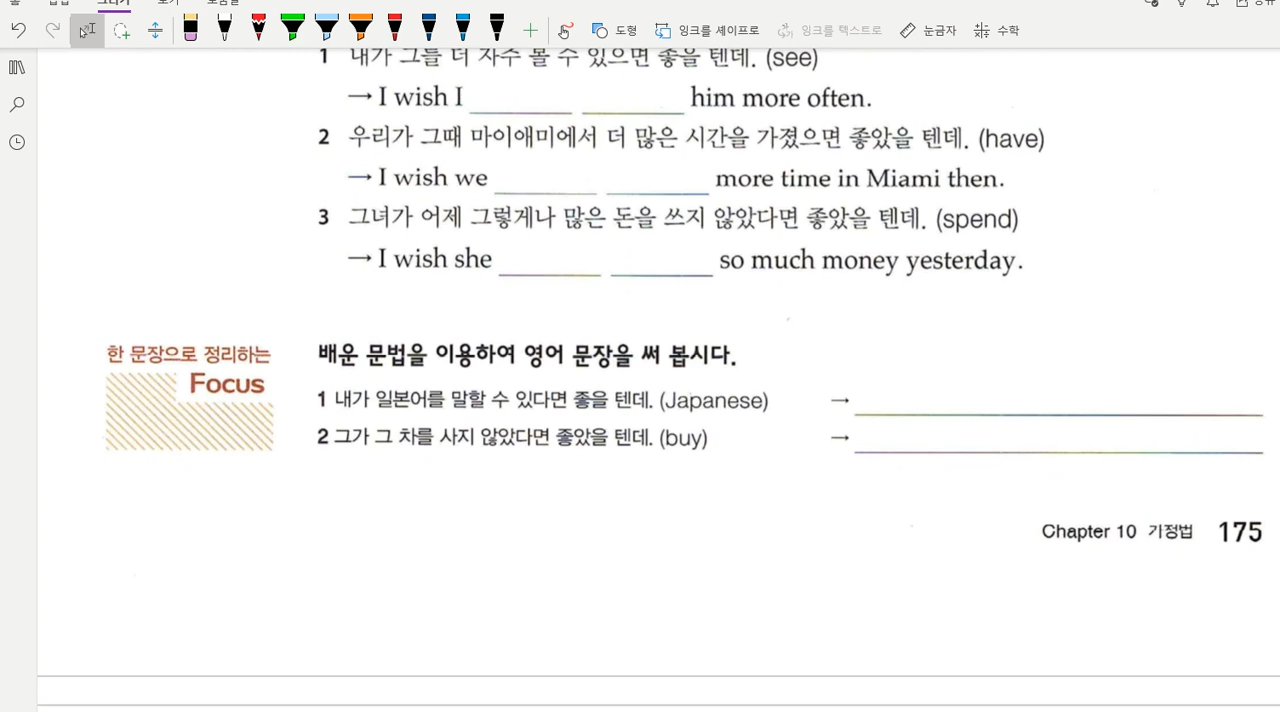 도형
잉크를 셰이프로
잉크를 텍스트로
눈금자
수학
1 내가 그를 더 자주 볼 수 있으면 좋을 텐데. (see)
→ I wish I ________ ________ him more often.
2 우리가 그때 마이애미에서 더 많은 시간을 가졌으면 좋았을 텐데. (have)
→ I wish we ________ ________ more time in Miami then.
3 그녀가 어제 그렇게나 많은 돈을 쓰지 않았다면 좋았을 텐데. (spend)
→ I wish she ________ ________ so much money yesterday.
한 문장으로 정리하는
Focus
배운 문법을 이용하여 영어 문장을 써 봅시다.
1 내가 일본어를 말할 수 있다면 좋을 텐데. (Japanese) →
2 그가 그 차를 사지 않았다면 좋았을 텐데. (buy) →
Chapter 10 기정법 175